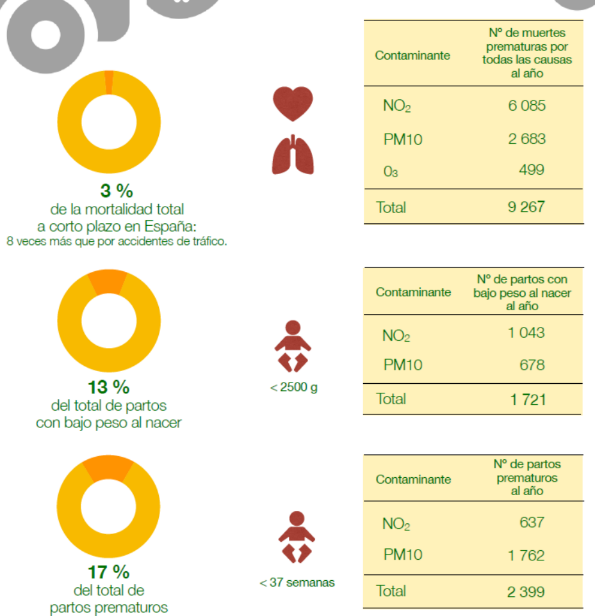 3 %
de la mortalidad total
a corto plazo en España:
8 veces más que por accidentes de tráfico.
Contaminante
Nº de muertes
prematuras por
todas las causas
al año
NO₂ 6 085
PM10 2 683
0₃ 499
Total 9 267
13 %
del total de partos
con bajo peso al nacer
< 2500 g
Contaminante
Nº de partos con
bajo peso al nacer
al año
NO₂ 1 043
PM10 678
Total 1 721
17 %
del total de
partos prematuros
< 37 semanas
Contaminante
Nº de partos
prematuros
al año
NO₂ 637
PM10 1 762
Total 2 399